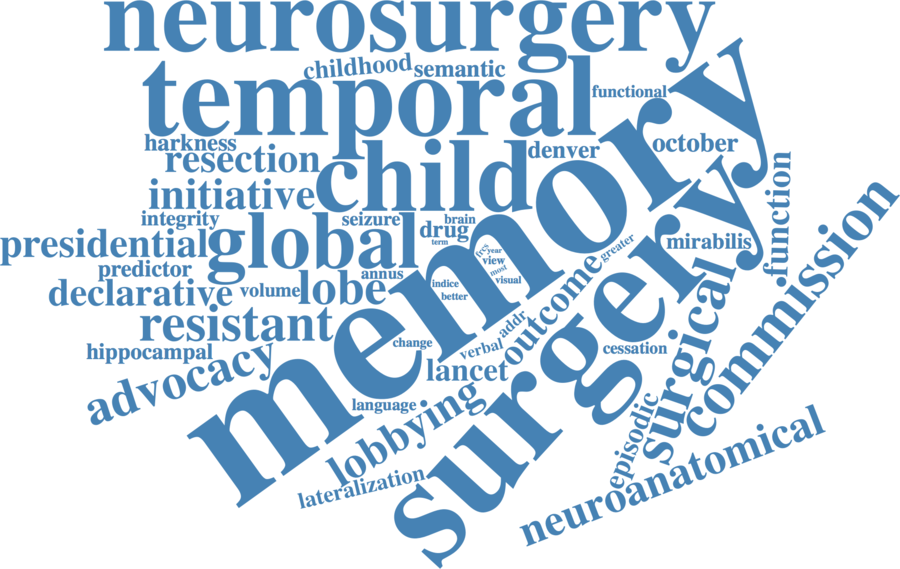 neurosurgery
childhood
semantic
temporal
functional
harkness
resection
denver
october
child
memory
initiative
integrity
seizure
drug
brain
term
presidential
global
year
view
most
visual
greater
mirabilis
function
predictor
annus
indice
better
declarative
volume
lobe
resistant
outcome
addr
surgery
surgical
commission
hippocampal
change
verbal
cessation
advocacy
lancet
language
lobbying
episodic
lateralization
neuroanatomical